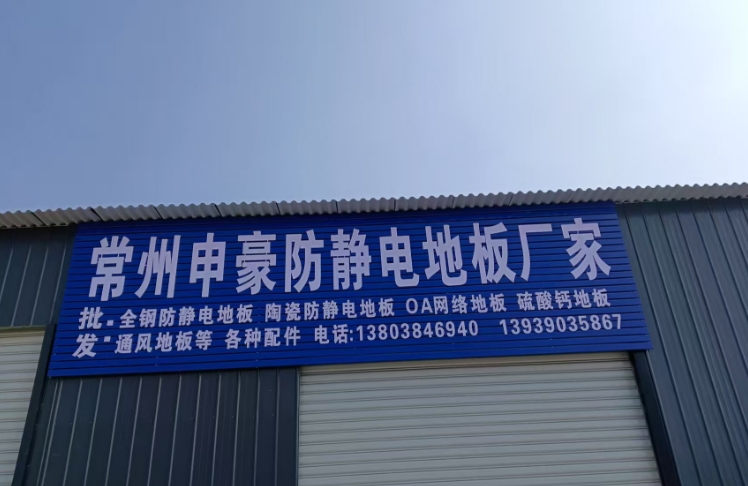 常州申豪防静电地板厂家
批发:全钢防静电地板 陶瓷防静电地板 OA网络地板 硫酸钙地板
通风地板等 各种配件 电话:13803846940 13939035867